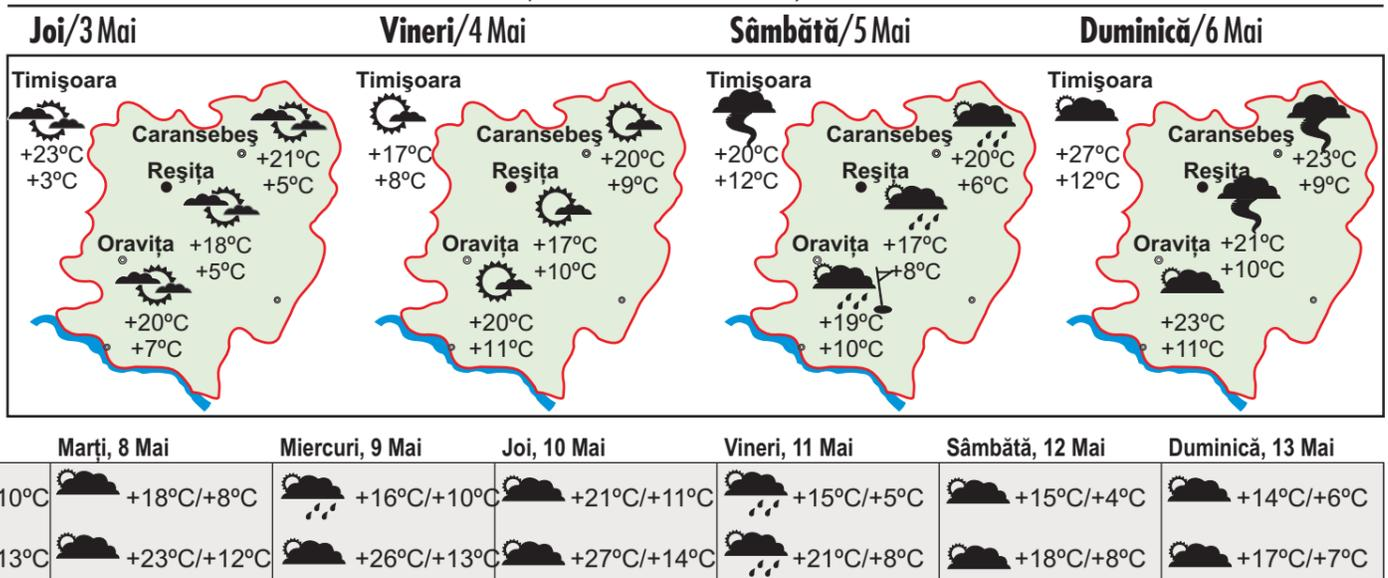 Joi/3 Mai
Vineri/4 Mai
Sâmbătă/5 Mai
Duminică/6 Mai
Timişoara
+23ºC
+3ºC
Caransebeş
+21ºC
+5ºC
Reşiţa
+18ºC
+5ºC
Oraviţa
+20ºC
+7ºC
Timişoara
+17ºC
+8ºC
Caransebeş
+20ºC
+9ºC
Reşiţa
+17ºC
+10ºC
Oraviţa
+20ºC
+11ºC
Timişoara
+20ºC
+12ºC
Caransebeş
+20ºC
+6ºC
Reşiţa
+17ºC
+8ºC
Oraviţa
+19ºC
+10ºC
Timişoara
+27ºC
+12ºC
Caransebeş
+23ºC
+9ºC
Reşiţa
+21ºC
+10ºC
Oraviţa
+23ºC
+11ºC
Marţi, 8 Mai Miercuri, 9 Mai Joi, 10 Mai Vineri, 11 Mai Sâmbătă, 12 Mai Duminică, 13 Mai
10ºC +18ºC/+8ºC +16ºC/+10ºC +21ºC/+11ºC +15ºC/+5ºC +15ºC/+4ºC +14ºC/+6ºC
13ºC +23ºC/+12ºC +26ºC/+13ºC +27ºC/+14ºC +21ºC/+8ºC +18ºC/+8ºC +17ºC/+7ºC